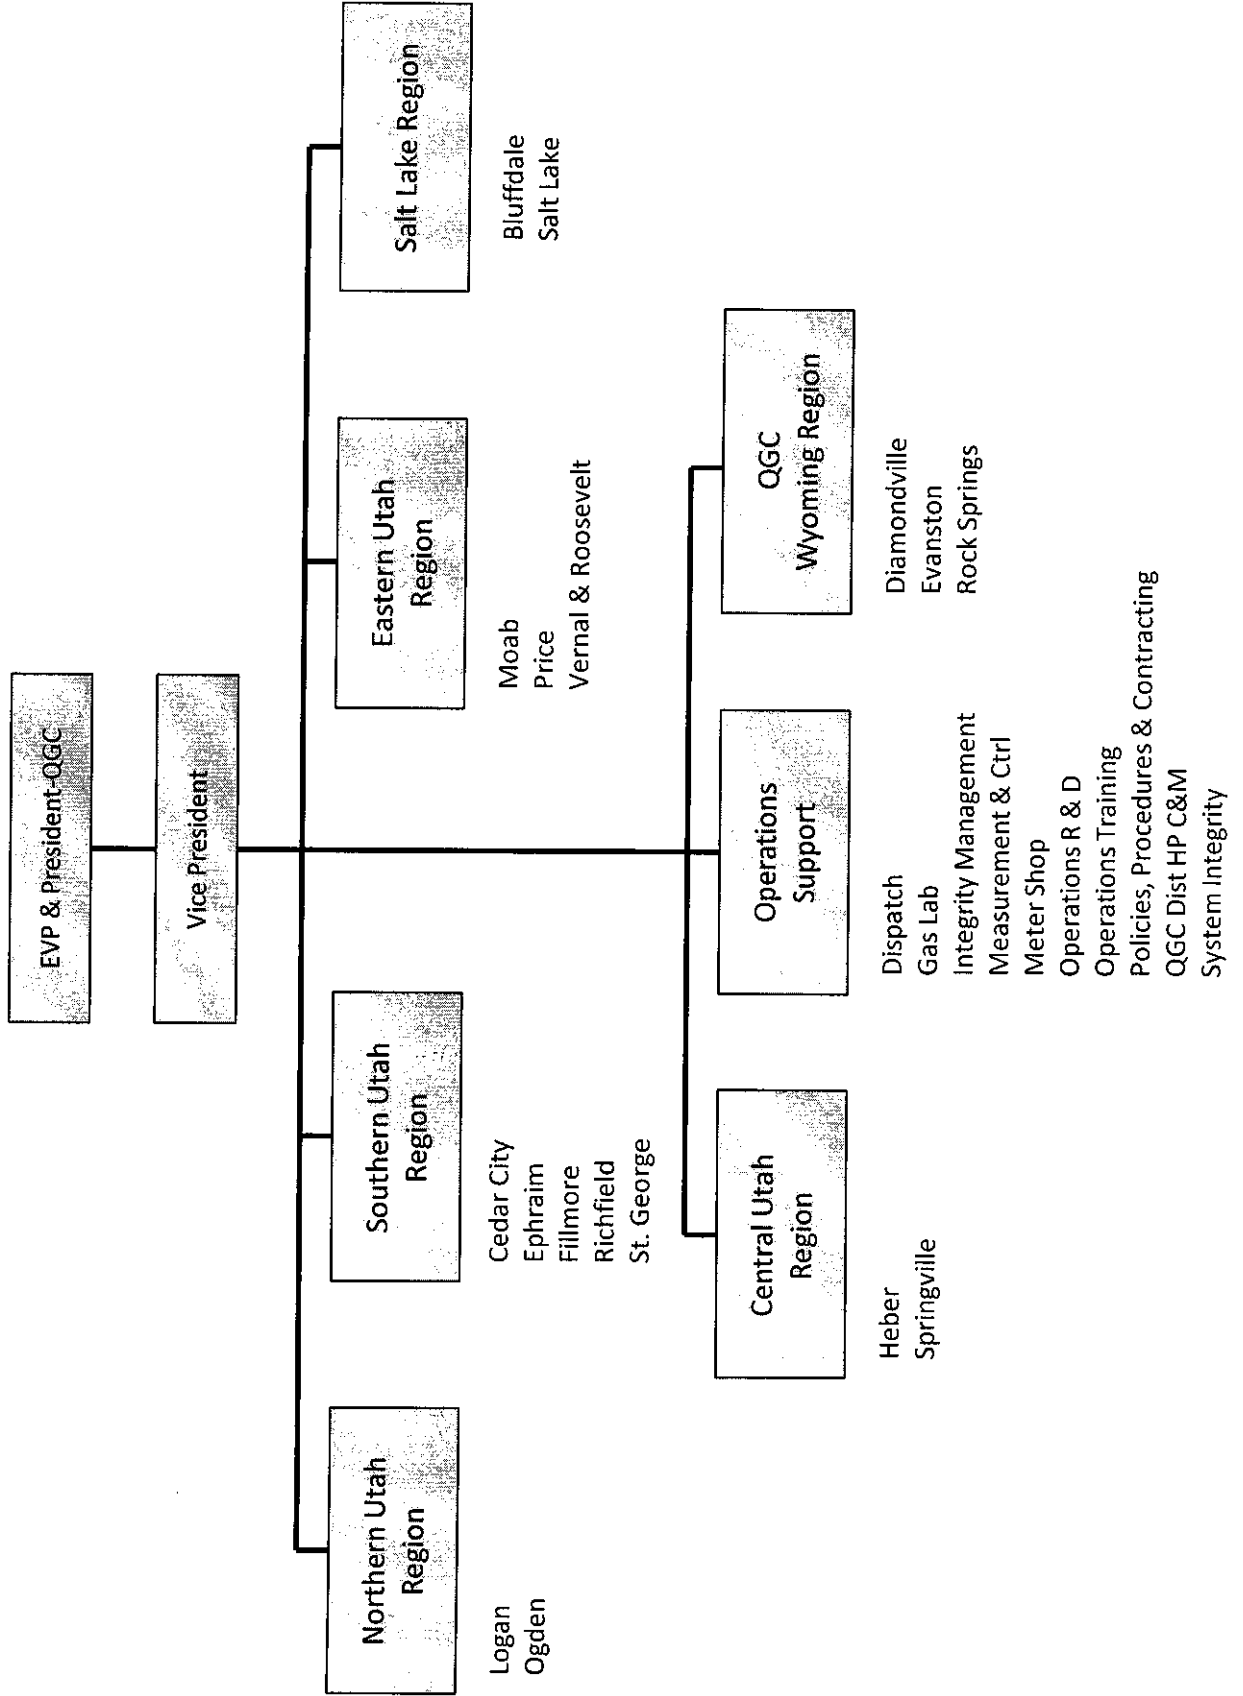 EVP & President-QGC
Vice President
Northern Utah
Region
Logan
Ogden
Southern Utah
Region
Cedar City
Ephraim
Fillmore
Richfield
St. George
Eastern Utah
Region
Moab
Price
Vernal & Roosevelt
Salt Lake Region
Bluffdale
Salt Lake
Central Utah
Region
Heber
Springville
Operations
Support
Dispatch
Gas Lab
Integrity Management
Measurement & Ctrl
Meter Shop
Operations R & D
Operations Training
Policies, Procedures & Contracting
QGC Dist HP C&M
System Integrity
QGC
Wyoming Region
Diamondville
Evanston
Rock Springs